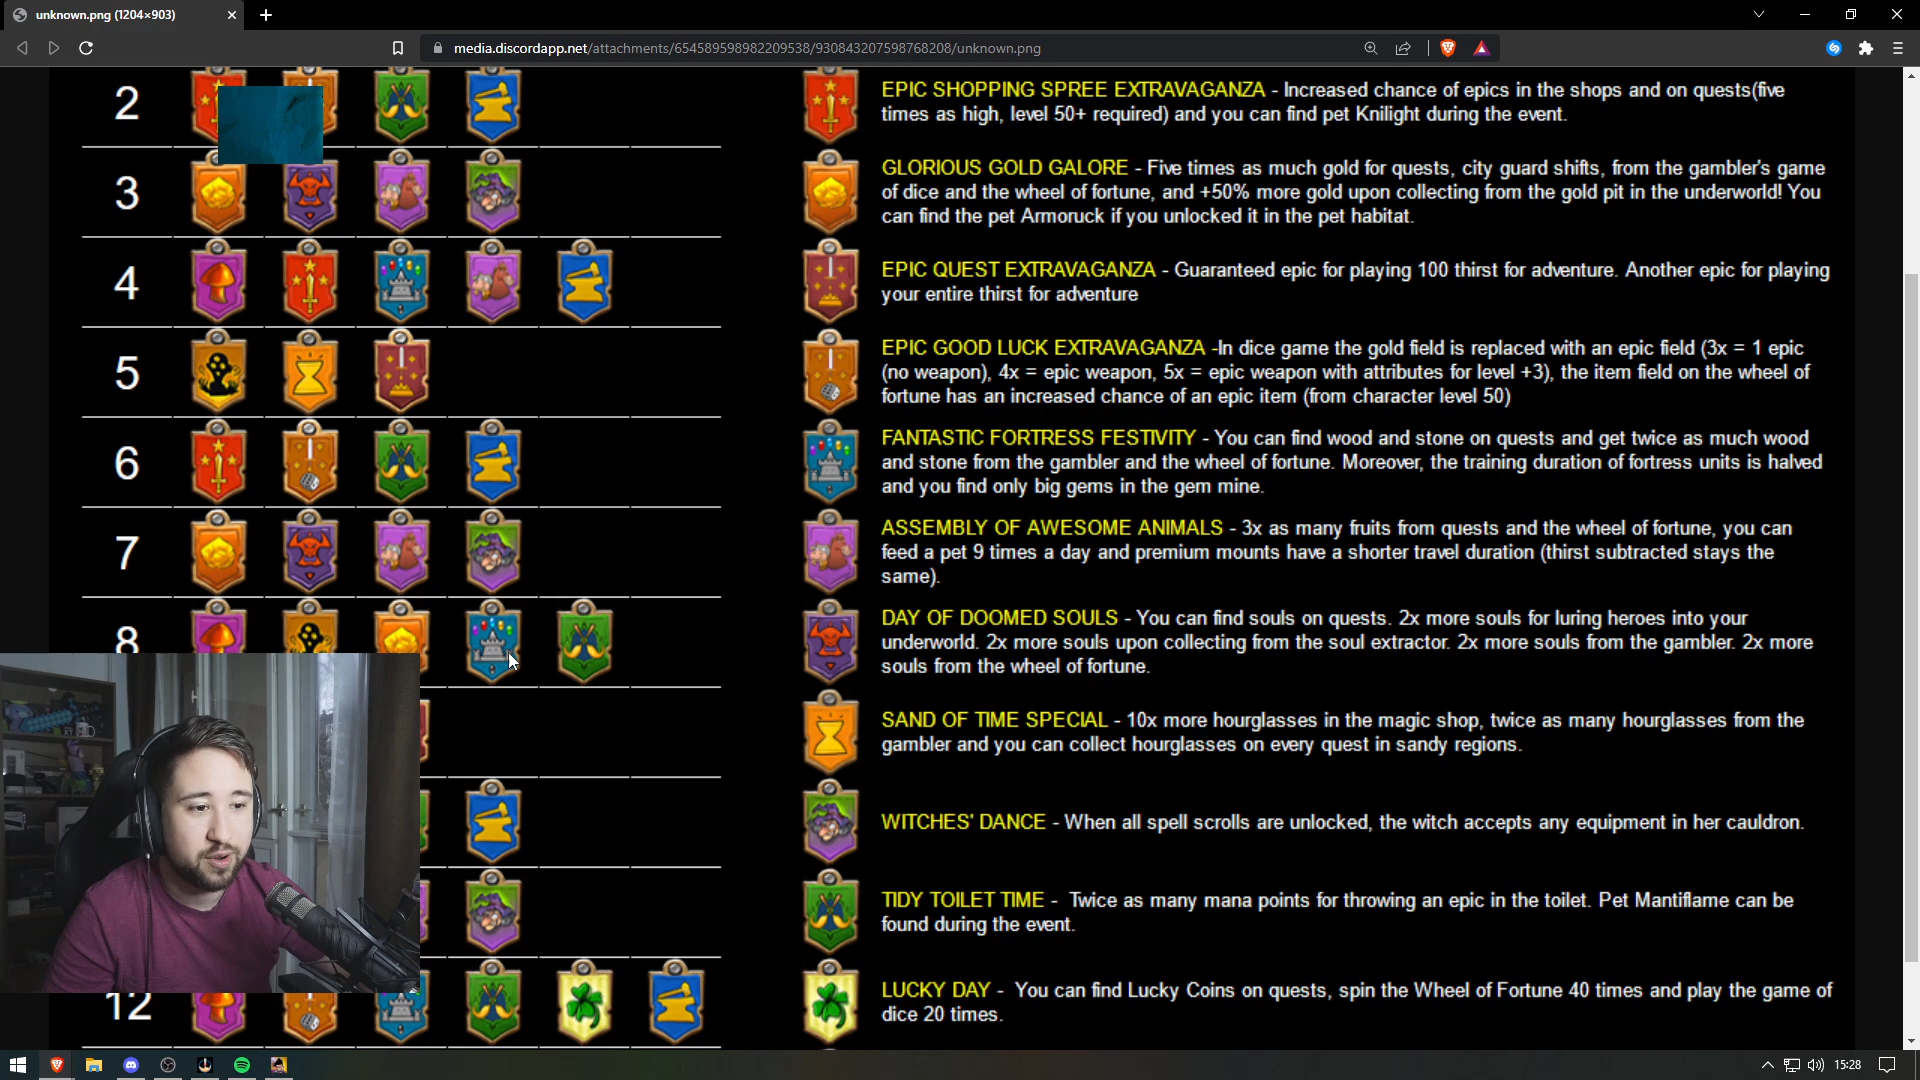 unknown.png (1204×903)
media.discordapp.net/attachments/654589598982209538/930843207598768208/unknown.png
2
EPIC SHOPPING SPREE EXTRAVAGANZA - Increased chance of epics in the shops and on quests(five
times as high, level 50+ required) and you can find pet Knilight during the event.
3
GLORIOUS GOLD GALORE - Five times as much gold for quests, city guard shifts, from the gambler's game
of dice and the wheel of fortune, and +50% more gold upon collecting from the gold pit in the underworld! You
can find the pet Armoruck if you unlocked it in the pet habitat.
4
EPIC QUEST EXTRAVAGANZA - Guaranteed epic for playing 100 thirst for adventure. Another epic for playing
your entire thirst for adventure
5
EPIC GOOD LUCK EXTRAVAGANZA -In dice game the gold field is replaced with an epic field (3x = 1 epic
(no weapon), 4x = epic weapon, 5x = epic weapon with attributes for level +3), the item field on the wheel of
fortune has an increased chance of an epic item (from character level 50)
6
FANTASTIC FORTRESS FESTIVITY - You can find wood and stone on quests and get twice as much wood
and stone from the gambler and the wheel of fortune. Moreover, the training duration of fortress units is halved
and you find only big gems in the gem mine.
7
ASSEMBLY OF AWESOME ANIMALS - 3x as many fruits from quests and the wheel of fortune, you can
feed a pet 9 times a day and premium mounts have a shorter travel duration (thirst subtracted stays the
same).
8
DAY OF DOOMED SOULS - You can find souls on quests. 2x more souls for luring heroes into your
underworld. 2x more souls upon collecting from the soul extractor. 2x more souls from the gambler. 2x more
souls from the wheel of fortune.
SAND OF TIME SPECIAL - 10x more hourglasses in the magic shop, twice as many hourglasses from the
gambler and you can collect hourglasses on every quest in sandy regions.
WITCHES' DANCE - When all spell scrolls are unlocked, the witch accepts any equipment in her cauldron.
TIDY TOILET TIME - Twice as many mana points for throwing an epic in the toilet. Pet Mantiflame can be
found during the event.
12
LUCKY DAY - You can find Lucky Coins on quests, spin the Wheel of Fortune 40 times and play the game of
dice 20 times.
15:28